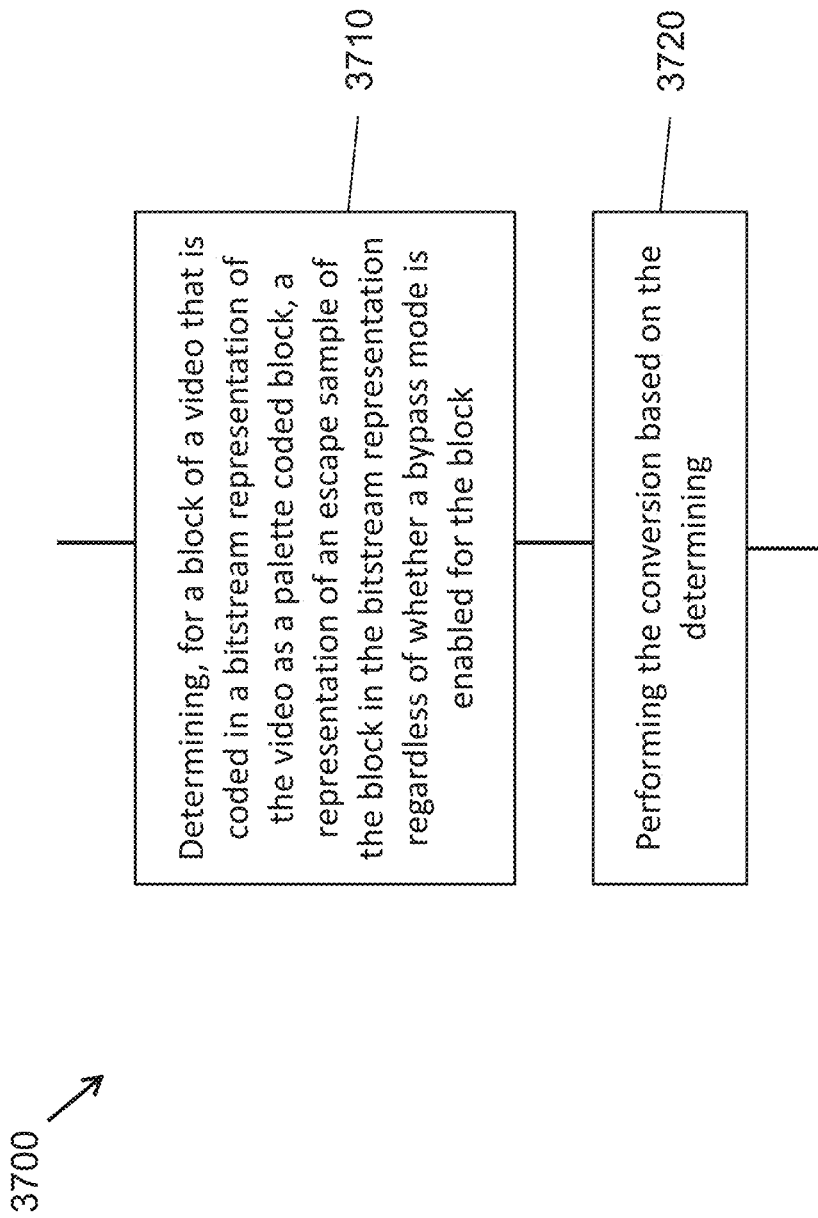 3700
Determining, for a block of a video that is
coded in a bitstream representation of
the video as a palette coded block, a
representation of an escape sample of
the block in the bitstream representation
regardless of whether a bypass mode is
enabled for the block
3710
Performing the conversion based on the
determining
3720